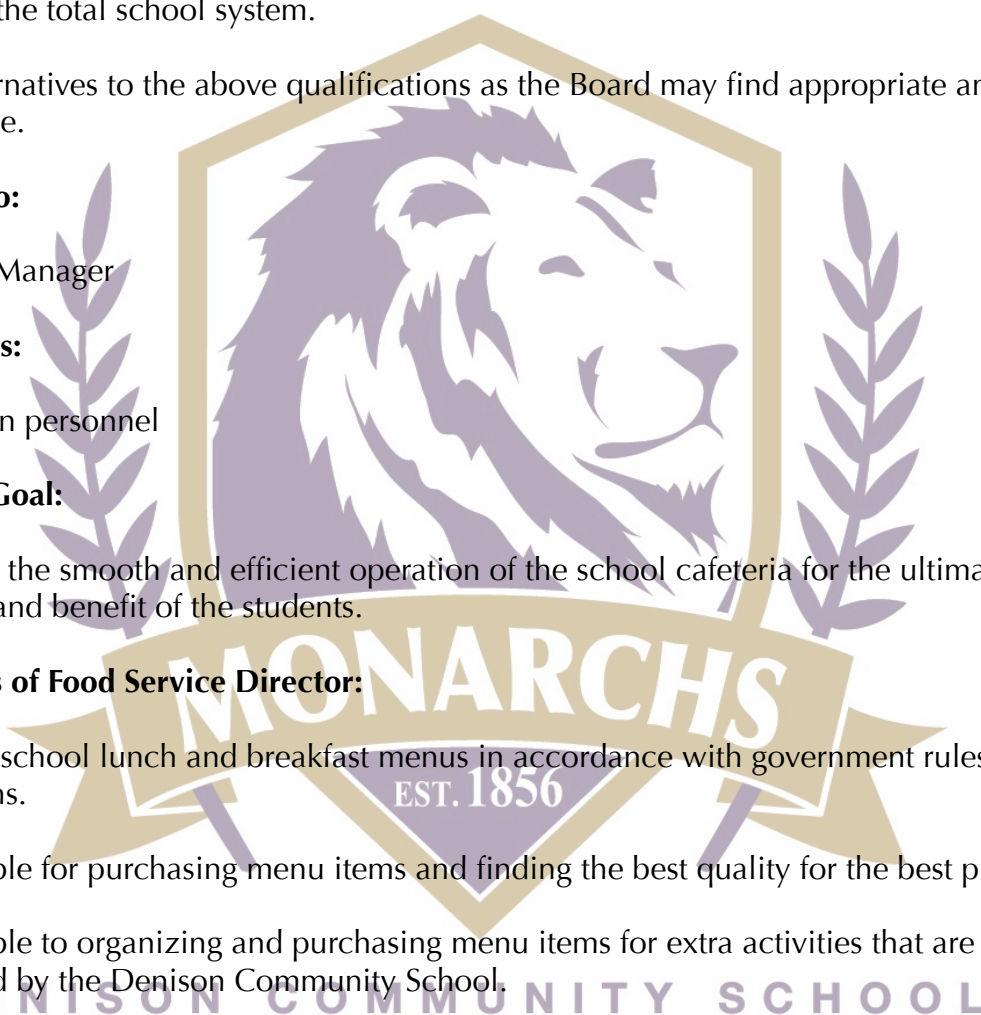 the total school system.
rnatives to the above qualifications as the Board may find appropriate an
e.
o:
Manager
s:
n personnel
Goal:
the smooth and efficient operation of the school cafeteria for the ultima
and benefit of the students.
s of Food Service Director:
MONARCHS
school lunch and breakfast menus in accordance with government rules
ns.
EST. 1856
ble for purchasing menu items and finding the best quality for the best p
ble to organizing and purchasing menu items for extra activities that are
d by the Denison Community School.
NISON COMMUNITY SCHOOL